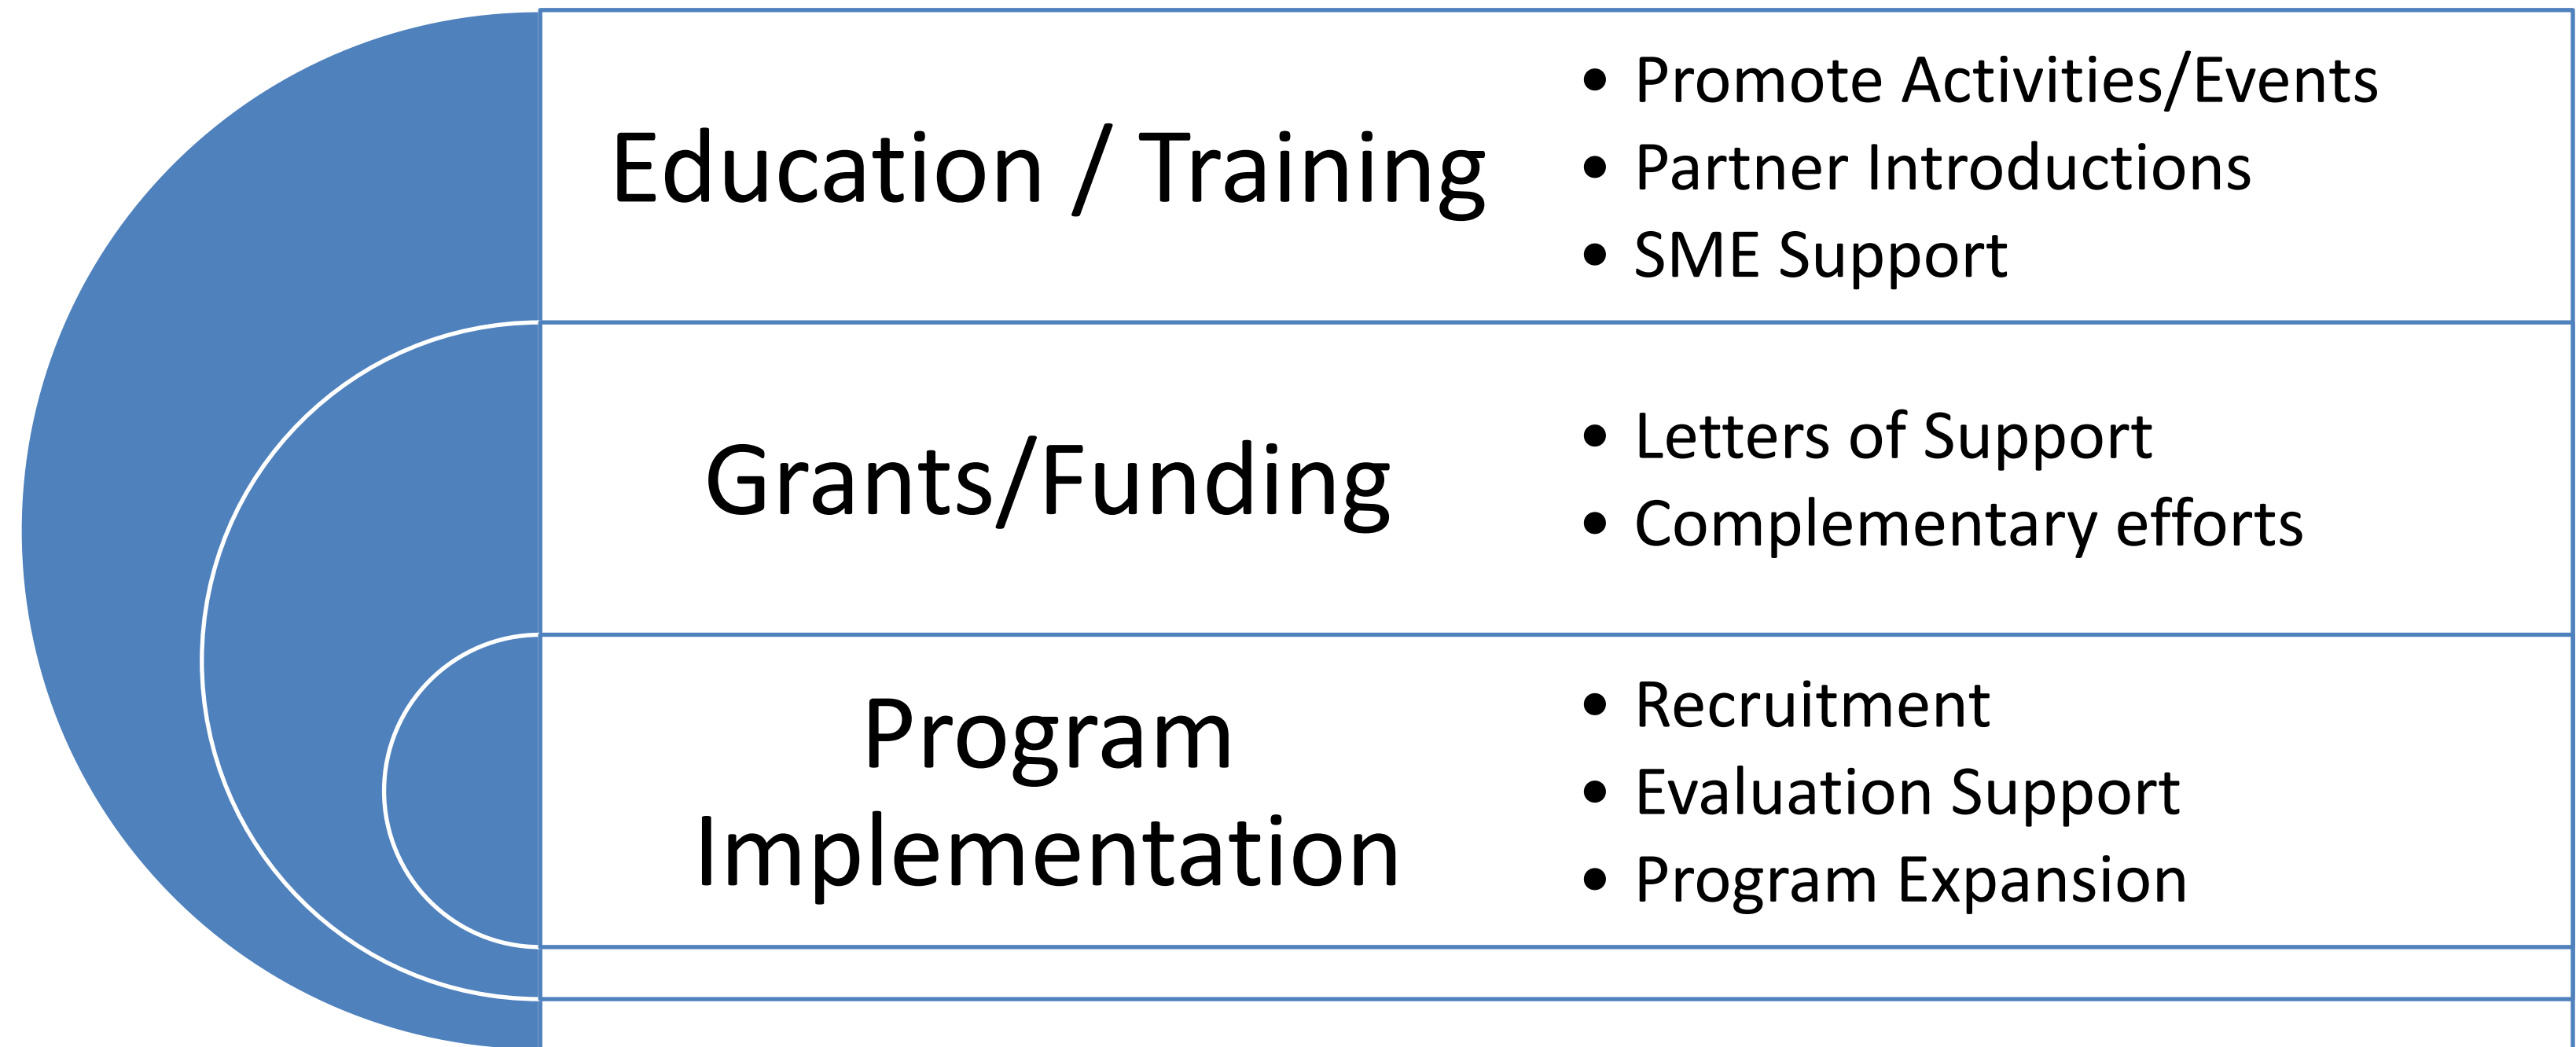 Education / Training
• Promote Activities/Events
• Partner Introductions
• SME Support
Grants/Funding
• Letters of Support
• Complementary efforts
Program
Implementation
• Recruitment
• Evaluation Support
• Program Expansion